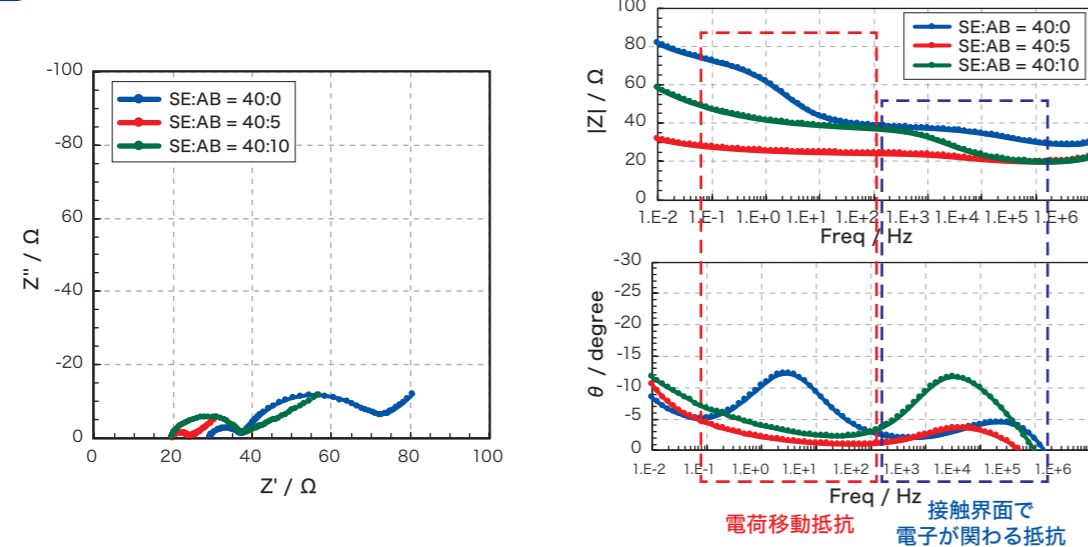 -100
-80
60
-40
-20
0
0
20
40
60
80
100
Z'' / Ω
Z' / Ω
SE:AB = 40:0
SE:AB = 40:5
SE:AB = 40:10
100
80
60
40
20
0
|Z| / Ω
1.E-2 1.E-1 1.E+0 1.E+1 1.E+2 1.E+3 1.E+4 1.E+5 1.E+6
Freq / Hz
SE:AB = 40:0
SE:AB = 40:5
SE:AB = 40:10
-30
-25
-20
-15
-10
-5
0
θ / degree
1.E-2 1.E-1 1.E+0 1.E+1 1.E+2 1.E+3 1.E+4 1.E+5 1.E+6
Freq / Hz
電荷移動抵抗
接触界面で
電子が関わる抵抗